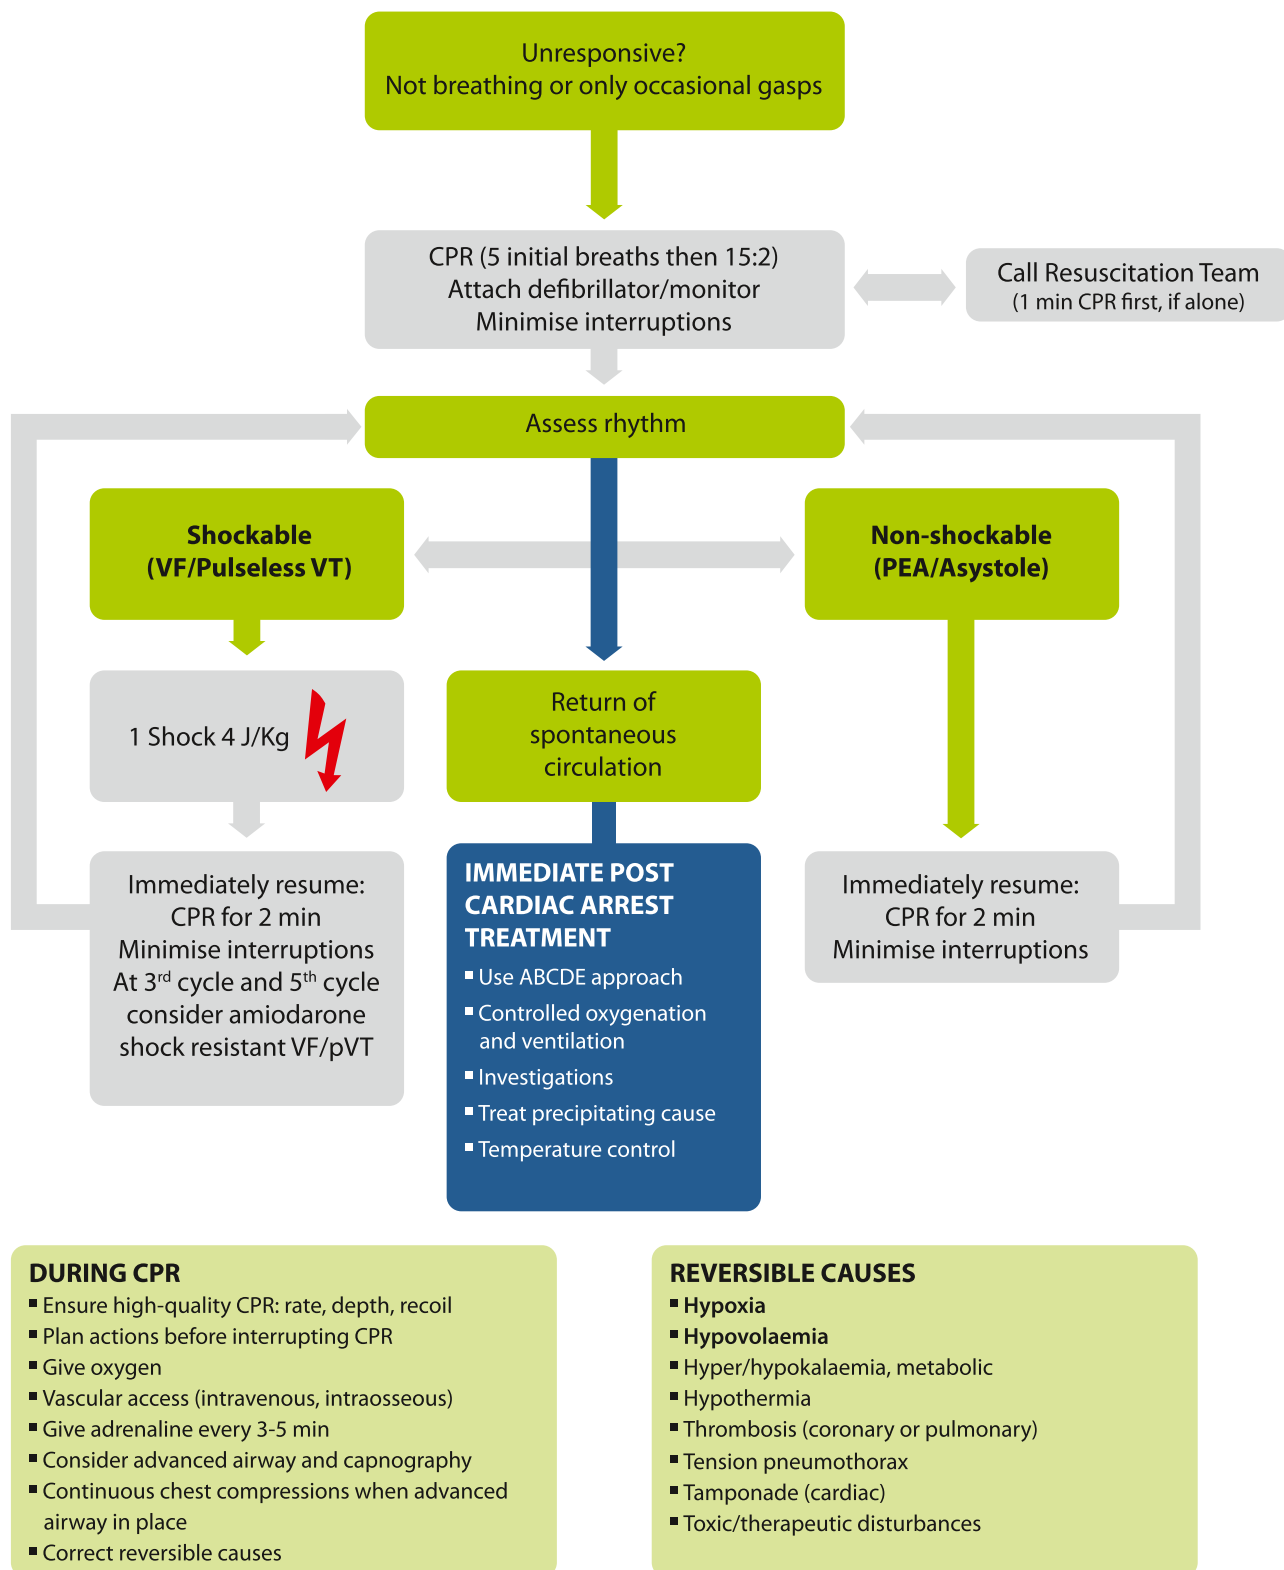 Unresponsive?
Not breathing or only occasional gasps
CPR (5 initial breaths then 15:2)
Attach defibrillator/monitor
Minimise interruptions
Call Resuscitation Team
(1 min CPR first, if alone)
Assess rhythm
Shockable
(VF/Pulseless VT)
Non-shockable
(PEA/Asystole)
1 Shock 4 J/Kg
Return of
spontaneous
circulation
Immediately resume:
CPR for 2 min
Minimise interruptions
At 3rd cycle and 5th cycle
consider amiodarone
shock resistant VF/pVT
IMMEDIATE POST
CARDIAC ARREST
TREATMENT
▪ Use ABCDE approach
▪ Controlled oxygenation
and ventilation
▪ Investigations
▪ Treat precipitating cause
▪ Temperature control
Immediately resume:
CPR for 2 min
Minimise interruptions
DURING CPR
▪ Ensure high-quality CPR: rate, depth, recoil
▪ Plan actions before interrupting CPR
▪ Give oxygen
▪ Vascular access (intravenous, intraosseous)
▪ Give adrenaline every 3-5 min
▪ Consider advanced airway and capnography
▪ Continuous chest compressions when advanced
airway in place
▪ Correct reversible causes
REVERSIBLE CAUSES
▪ Hypoxia
▪ Hypovolaemia
▪ Hyper/hypokalaemia, metabolic
▪ Hypothermia
▪ Thrombosis (coronary or pulmonary)
▪ Tension pneumothorax
▪ Tamponade (cardiac)
▪ Toxic/therapeutic disturbances